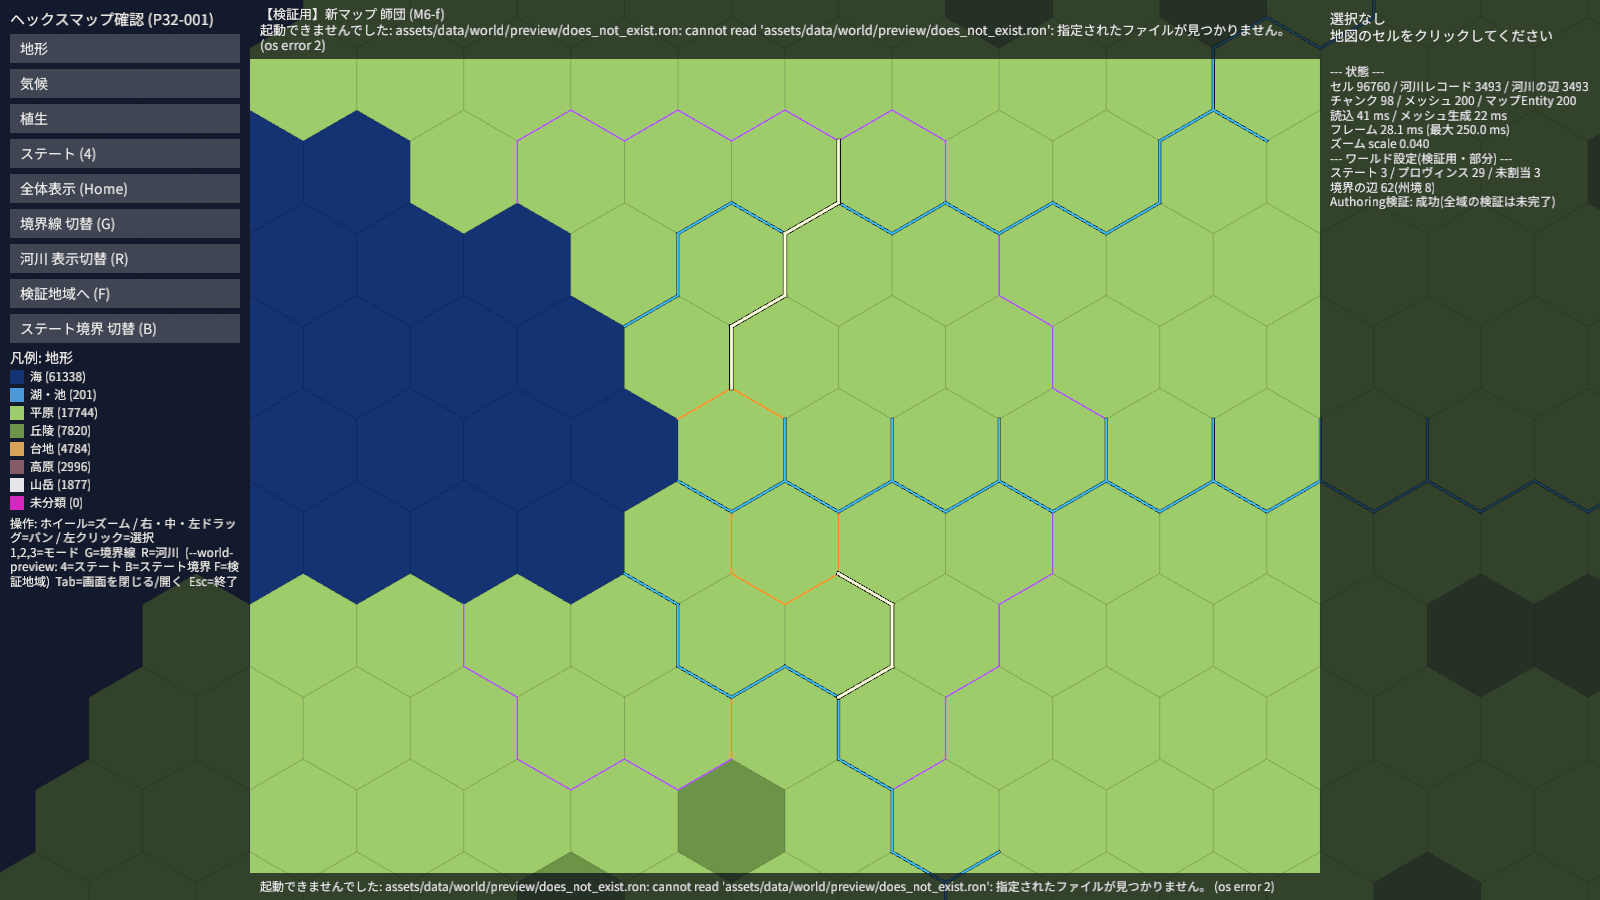 ヘックスマップ確認 (P32-001)
地形
気候
植生
ステート (4)
全体表示 (Home)
境界線 切替 (G)
河川 表示切替 (R)
検証地域へ (F)
ステート境界 切替 (B)
凡例: 地形
海 (61338)
湖・池 (201)
平原 (17744)
丘陵 (7820)
台地 (4784)
高原 (2996)
山岳 (1877)
未分類 (0)
操作: ホイール=ズーム / 右・中・左ドラッ
グ=パン / 左クリック=選択
1,2,3=モード G=境界線 R=河川 (--world-
preview: 4=ステート B=ステート境界 F=検
証地域) Tab=画面を閉じる/開く Esc=終了
【検証用】新マップ 師団 (M6-f)
起動できませんでした: assets/data/world/preview/does_not_exist.ron: cannot read 'assets/data/world/preview/does_not_exist.ron': 指定されたファイルが見つかりません。
(os error 2)
選択なし
地図のセルをクリックしてください
--- 状態 ---
セル 96760 / 河川レコード 3493 / 河川の辺 3493
チャンク 98 / メッシュ 200 / マップEntity 200
読込 41 ms / メッシュ生成 22 ms
フレーム 28.1 ms (最大 250.0 ms)
ズーム scale 0.040
--- ワールド設定(検証用・部分) ---
ステート 3 / プロヴィンス 29 / 未割当 3
境界の辺 62(州境 8)
Authoring検証: 成功(全域の検証は未完了)
起動できませんでした: assets/data/world/preview/does_not_exist.ron: cannot read 'assets/data/world/preview/does_not_exist.ron': 指定されたファイルが見つかりません。 (os error 2)